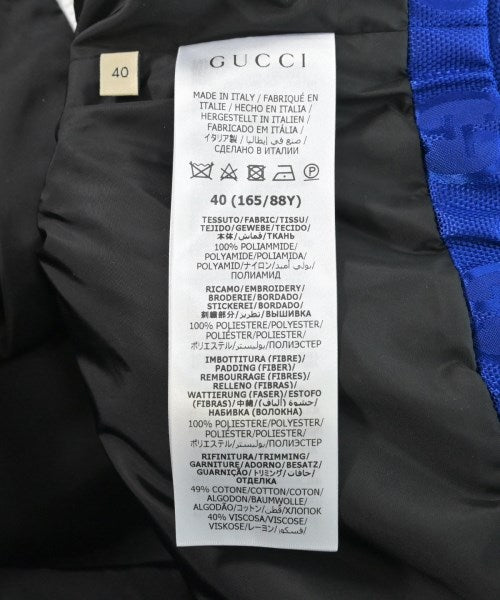 40
GUCCI
MADE IN ITALY / FABRIQUÉ EN
ITALIE / HECHO EN ITALIA
HERGESTELLT IN ITALIEN /
FABRICADO EM ITÁLIA /
イタリア製 / صنع في إيطاليا /
СДЕЛАНО В ИТАЛИИ
40 (165/88Y)
TESSUTO/FABRIC/TISSU/
TEJIDO/GEWEBE/TECIDO/
本体/قماش/ТКАНЬ
100% POLIAMMIDE/
POLYAMIDE/POLIAMIDA/
POLYAMID/ナイロン/بولي أميد/
ПОЛИАМИД
RICAMO/EMBROIDERY/
BRODERIE/BORDADO/
STICKEREI/BORDADO/
刺繍部分/تطريز/ВЫШИВКА
100% POLIESTERE/POLYESTER/
POLIÉSTER/POLYESTER/
ポリエステル/بوليستر/ПОЛИЭСТЕР
IMBOTTITURA (FIBRE)/
PADDING (FIBER)/
REMBOURRAGE (FIBRES)/
RELLENO (FIBRAS)/
WATTIERUNG (FASER)/ESTOFO
(FIBRAS)/中綿/حشوة (ألياف)/
НАБИВКА (ВОЛОКНА)
100% POLIESTERE/POLYESTER/
POLIÉSTER/POLYESTER/
ポリエステル/بوليستر/ПОЛИЭСТЕР
RIFINITURA/TRIMMING/
GARNITURE/ADORNO/BESATZ/
GUARNIÇÃO/トリミング/حافات/
ОТДЕЛКА
49% COTONE/COTTON/COTON/
ALGODON/BAUMWOLLE/
ALGODÃO/コットン/قطن/ХЛОПОК
40% VISCOSA/VISCOSE/
VISKOSE/レーヨン/